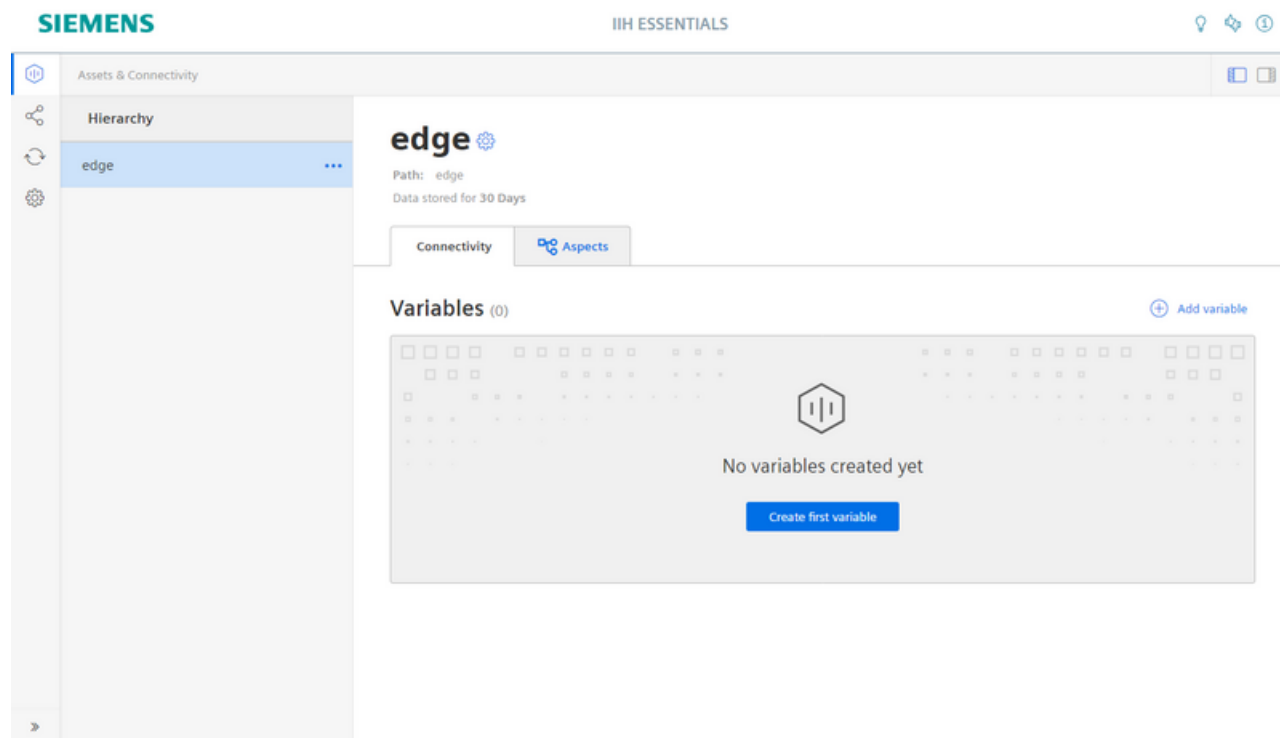 SIEMENS
IIH ESSENTIALS
Assets & Connectivity
Hierarchy
edge
edge
Path: edge
Data stored for 30 Days
Connectivity
Aspects
Variables (0)
Add variable
No variables created yet
Create first variable